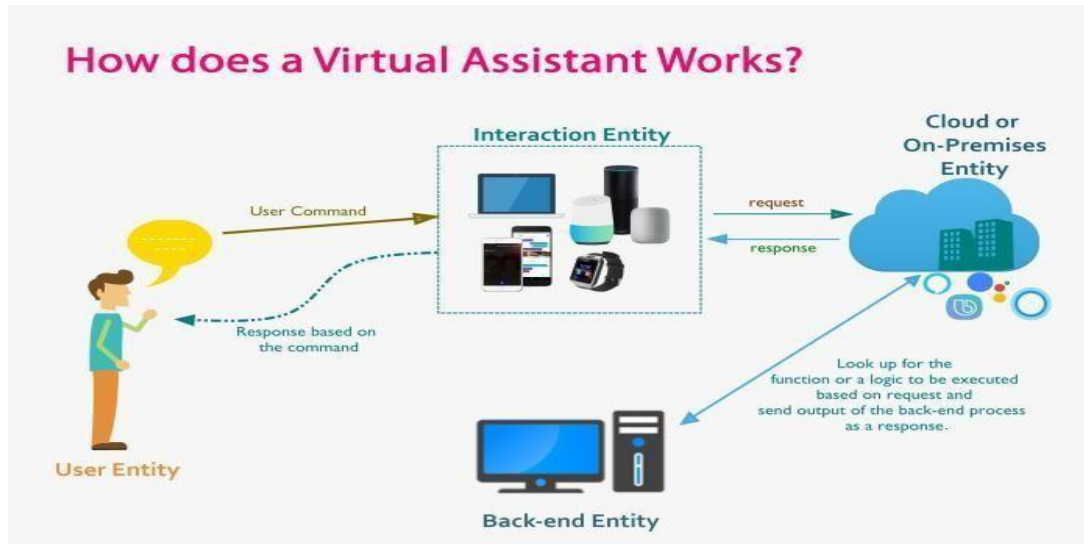 How does a Virtual Assistant Works?
Interaction Entity
Cloud or
On-Premises
Entity
User Command
request
response
Response based on
the command
Look up for the
function or a logic to be executed
based on request and
send output of the back-end process
as a response.
User Entity
Back-end Entity